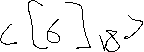 < [6]_{18} >